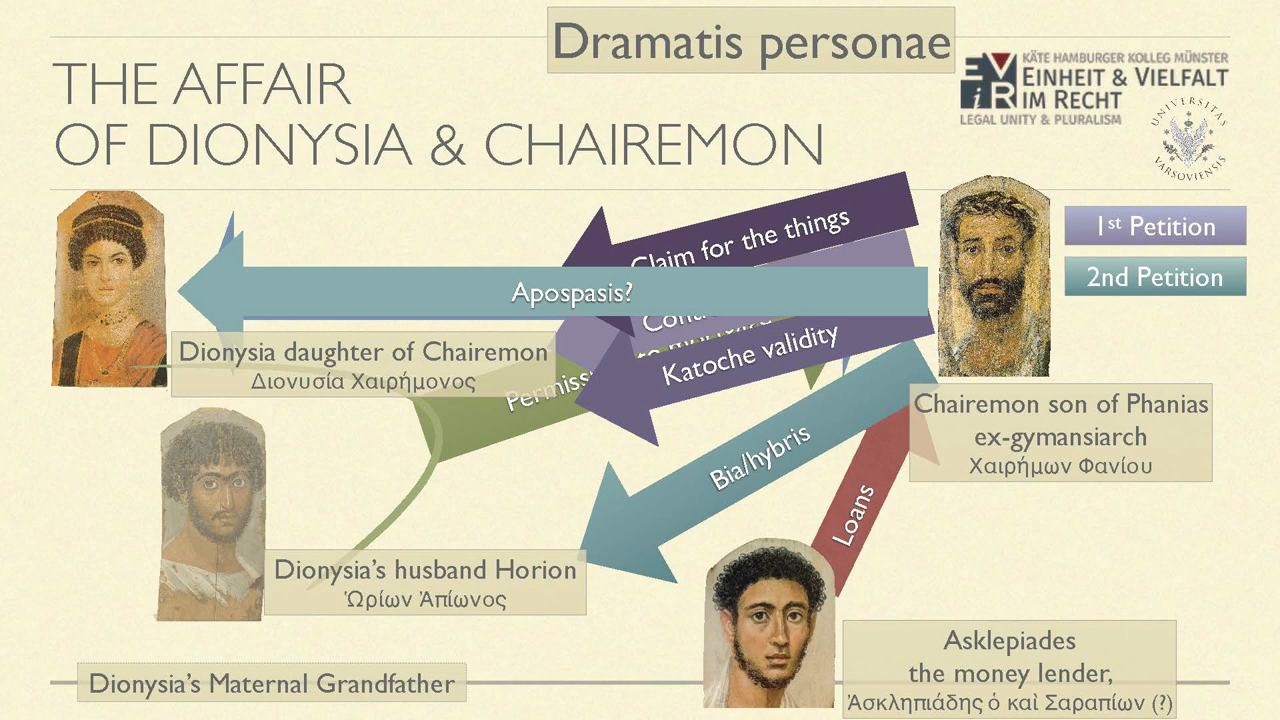 Dramatis personae
THE AFFAIR
OF DIONYSIA & CHAIREMON
KÄTE HAMBURGER KOLLEG MÜNSTER
EViR EINHEIT & VIELFALT
IM RECHT
LEGAL UNITY & PLURALISM
UNIVERSITAS
VARSOVIENSIS
1st Petition
2nd Petition
Claim for the things
Apospasis?
Katoche validity
Dionysia daughter of Chairemon
Διονυσία Χαιρήμονος
Chairemon son of Phanias
ex-gymansiarch
Χαιρήμων Φανίου
Bia/hybris
Loans
Dionysia’s husband Horion
Ὡρίων Ἀπίωνος
Asklepiades
the money lender,
Ἀσκληπιάδης ὁ καὶ Σαραπίων (?)
Dionysia’s Maternal Grandfather